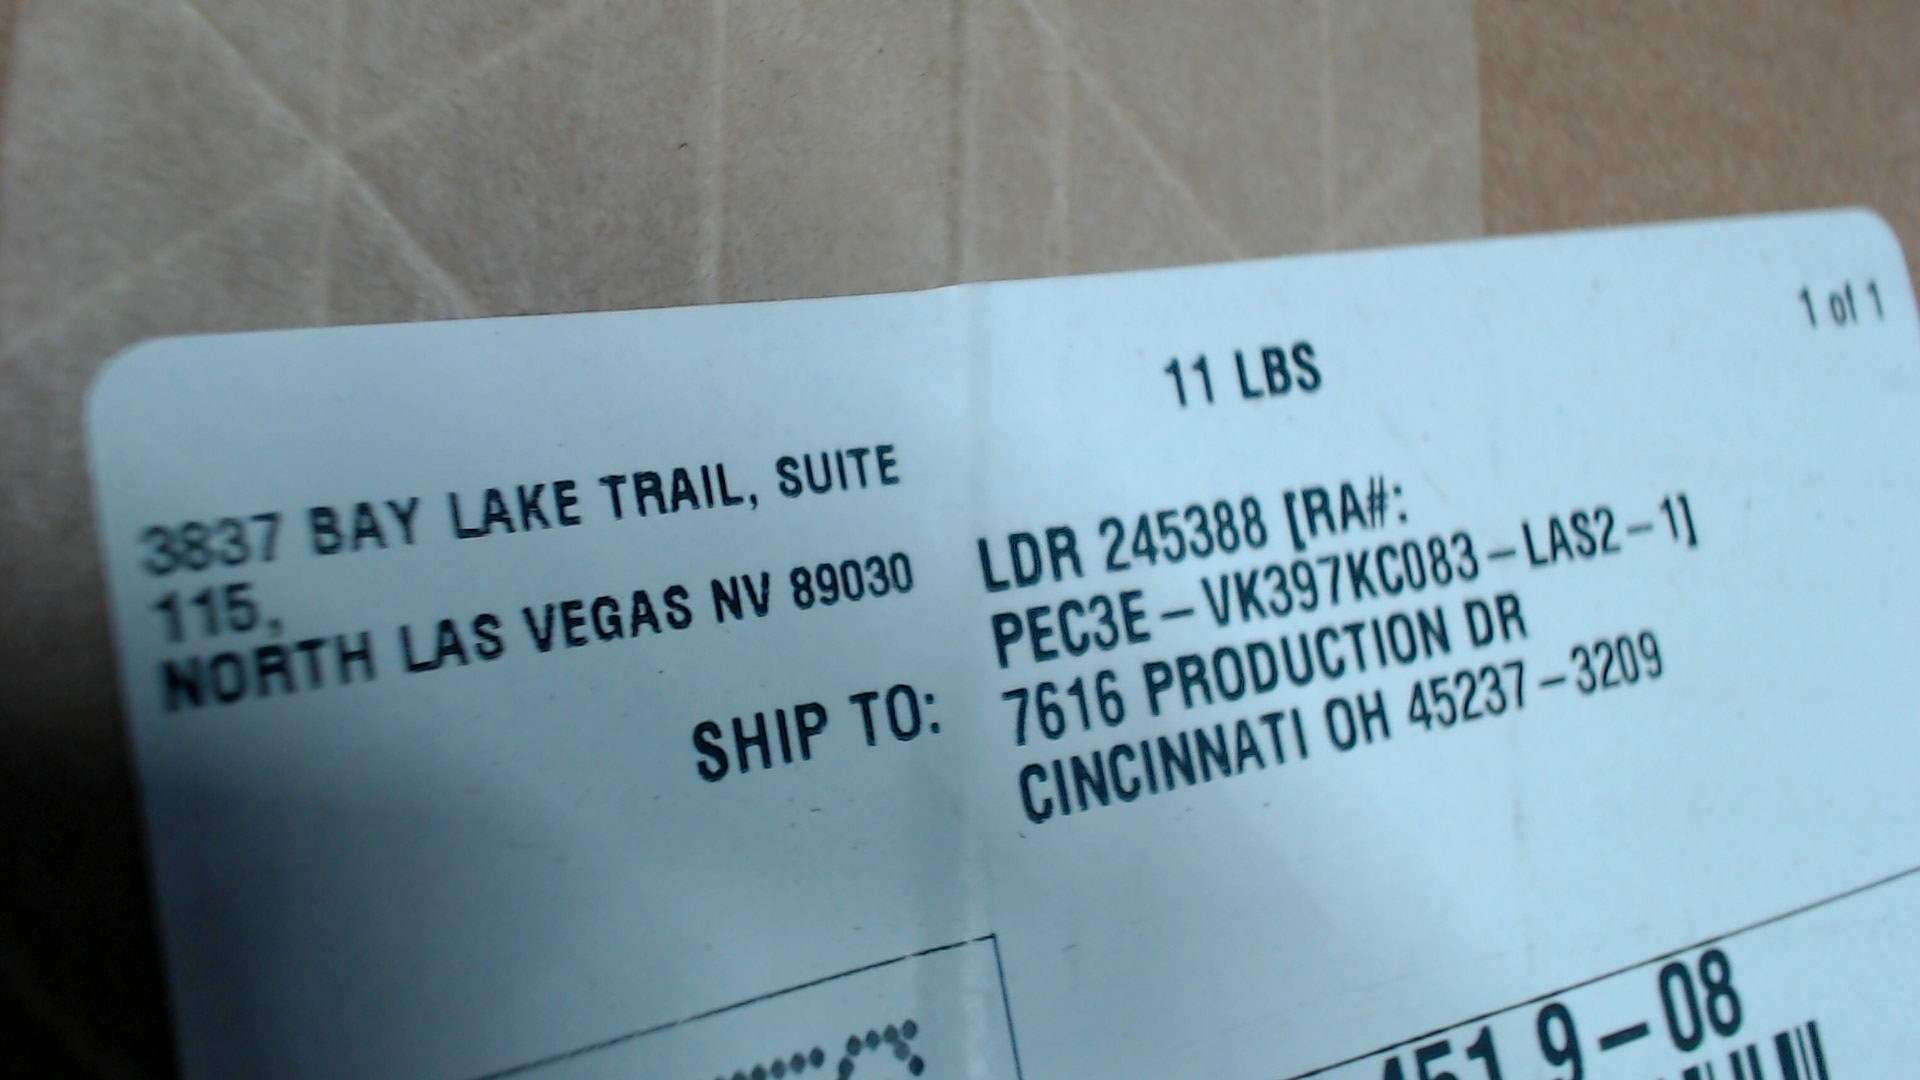 1 of 1
11 LBS
3837 BAY LAKE TRAIL, SUITE
115,
NORTH LAS VEGAS NV 89030
SHIP TO:
LDR 245388 [RA#:
PEC3E-VK397KC083-LAS2-1]
7616 PRODUCTION DR
CINCINNATI OH 45237-3209
9-08